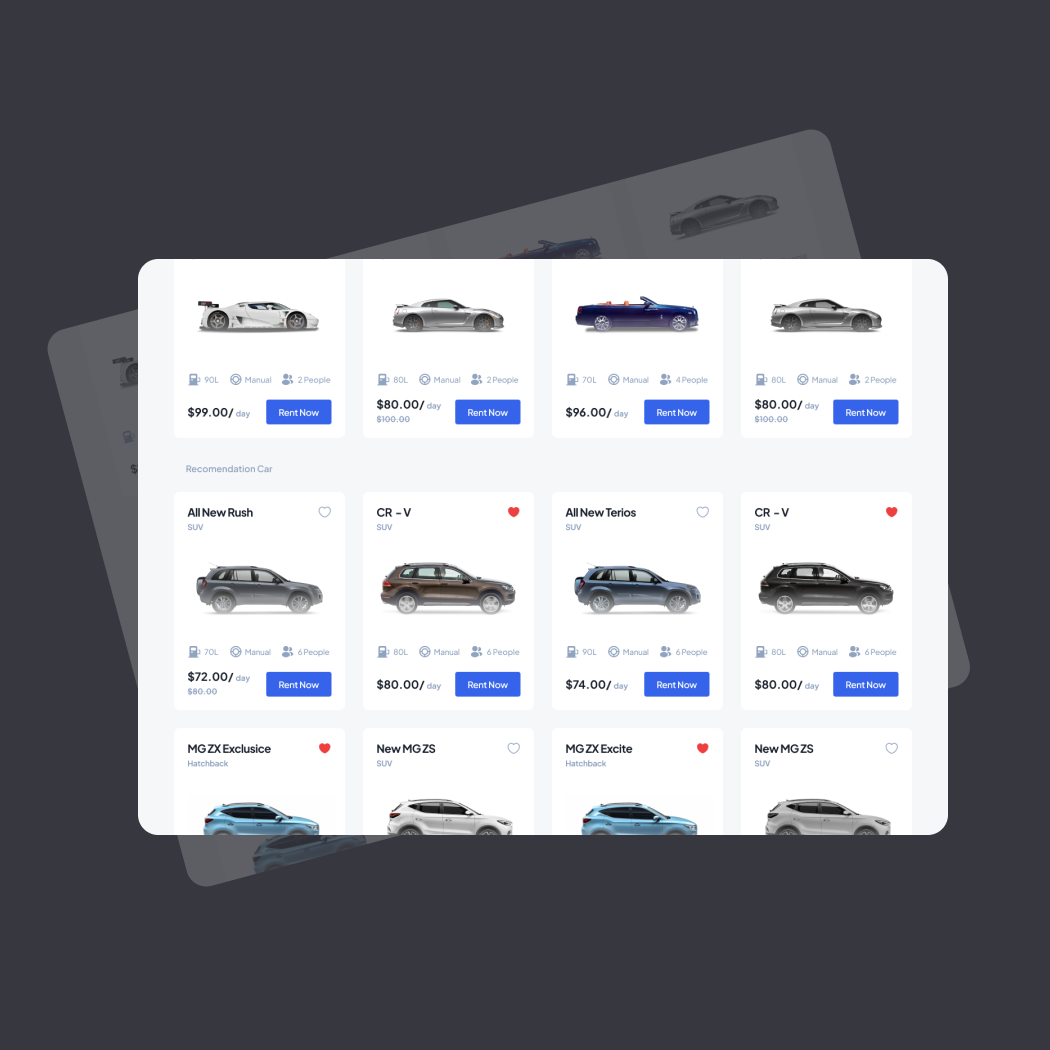 90L Manual 2 People
$99.00/ day Rent Now
80L Manual 2 People
$80.00/ day
$100.00
Rent Now
70L Manual 4 People
$96.00/ day Rent Now
80L Manual 2 People
$80.00/ day
$100.00
Rent Now
Recomendation Car
All New Rush
SUV
70L Manual 6 People
$72.00/ day
$80.00
Rent Now
CR - V
SUV
80L Manual 6 People
$80.00/ day Rent Now
All New Terios
SUV
90L Manual 6 People
$74.00/ day Rent Now
CR - V
SUV
80L Manual 6 People
$80.00/ day Rent Now
MG ZX Exclusice
Hatchback
New MG ZS
SUV
MG ZX Excite
Hatchback
New MG ZS
SUV